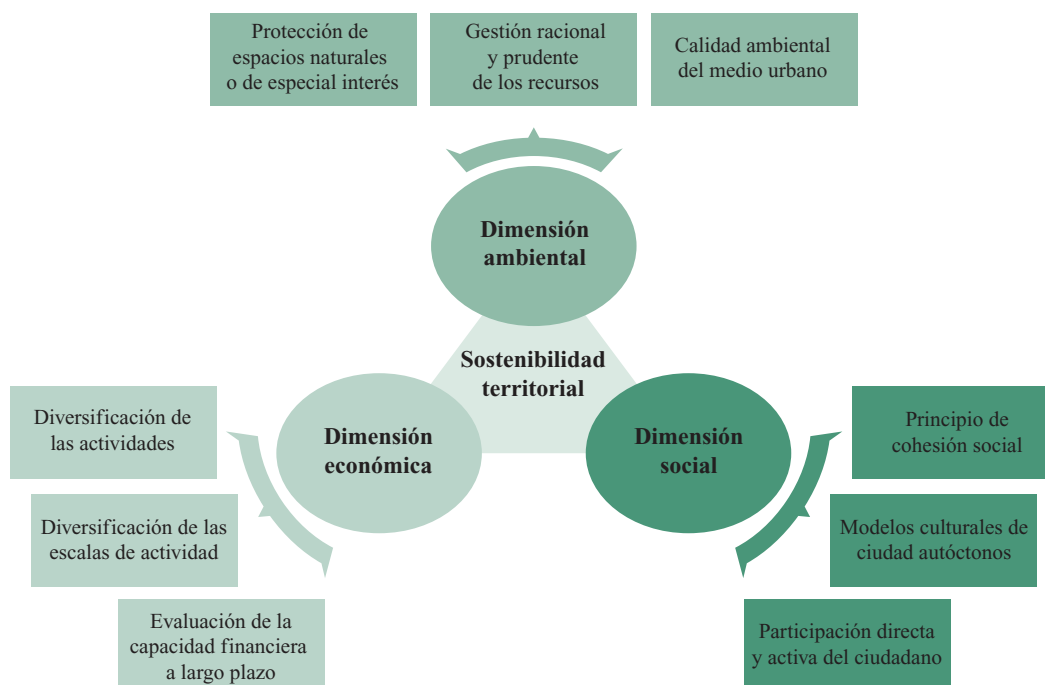 Protección de
espacios naturales
o de especial interés
Gestión racional
y prudente
de los recursos
Calidad ambiental
del medio urbano
Dimensión
ambiental
Sostenibilidad
territorial
Dimensión
económica
Dimensión
social
Diversificación de
las actividades
Diversificación de las
escalas de actividad
Evaluación de la
capacidad financiera
a largo plazo
Principio de
cohesión social
Modelos culturales de
ciudad autóctonos
Participación directa
y activa del ciudadano